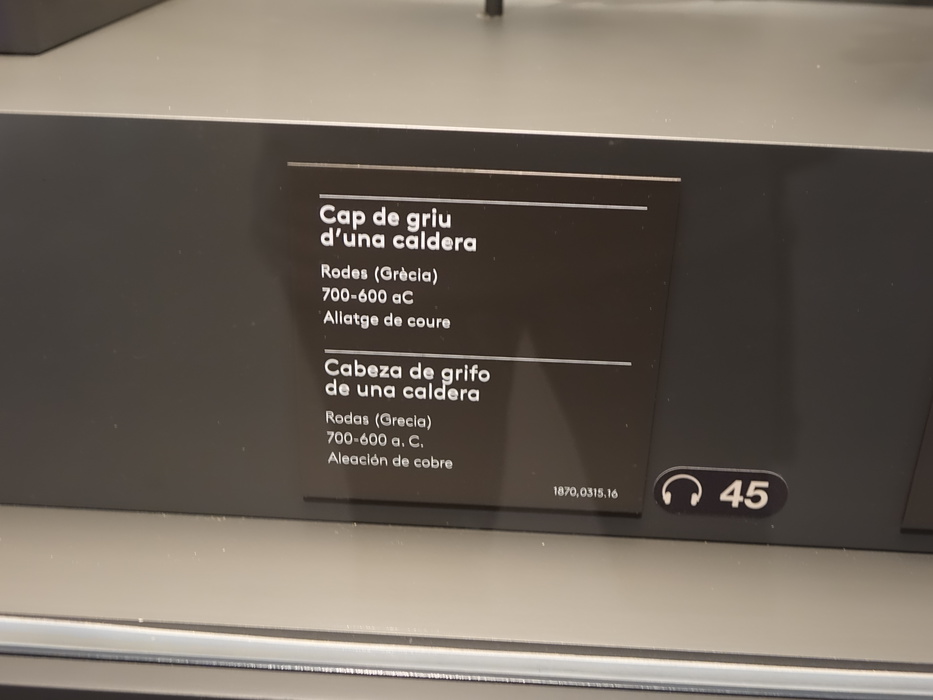 Cap de griu
d'una caldera
Rodes (Grècia)
700-600 aC
Aliatge de coure
Cabeza de grifo
de una caldera
Rodas (Grecia)
700-600 a. C.
Aleación de cobre
1870,0315.16
45